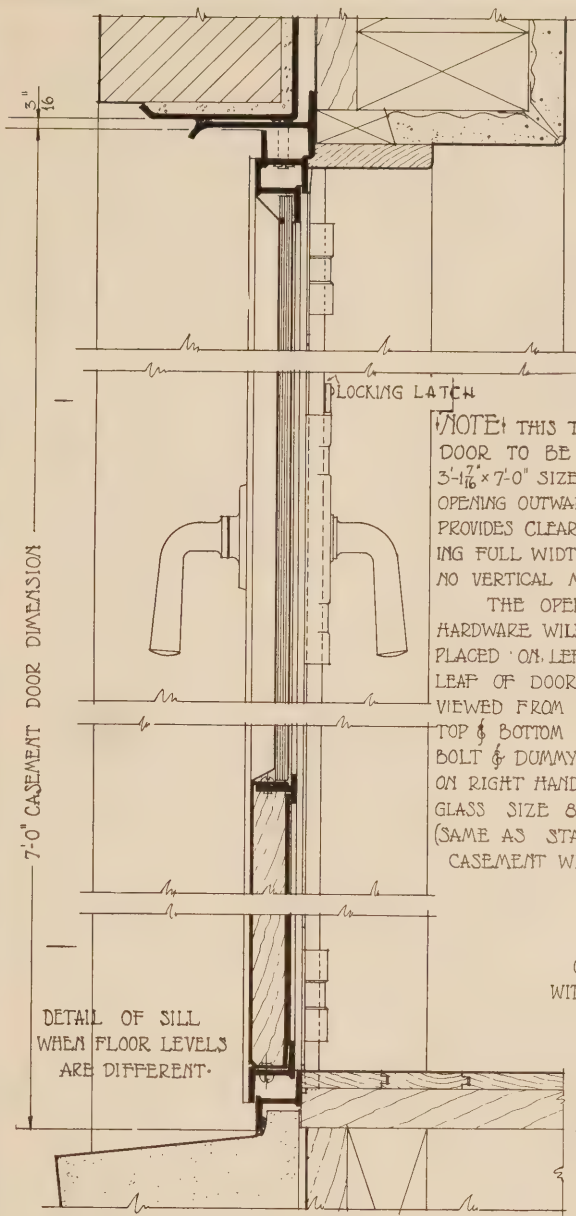 3"
16
LOCKING LATCH
NOTE: THIS T
DOOR TO BE
3'-1 7/16" × 7'-0" SIZE
OPENING OUTWA
PROVIDES CLEAR
ING FULL WIDT
NO VERTICAL
THE OPE
HARDWARE WIL
PLACED ON LEF
LEAF OF DOOR
VIEWED FROM
TOP & BOTTOM
BOLT & DUMMY
ON RIGHT HAND
GLASS SIZE 8
(SAME AS STA
CASEMENT W
WIT
7'-0" CASEMENT DOOR DIMENSION
DETAIL OF SILL
WHEN FLOOR LEVELS
ARE DIFFERENT.